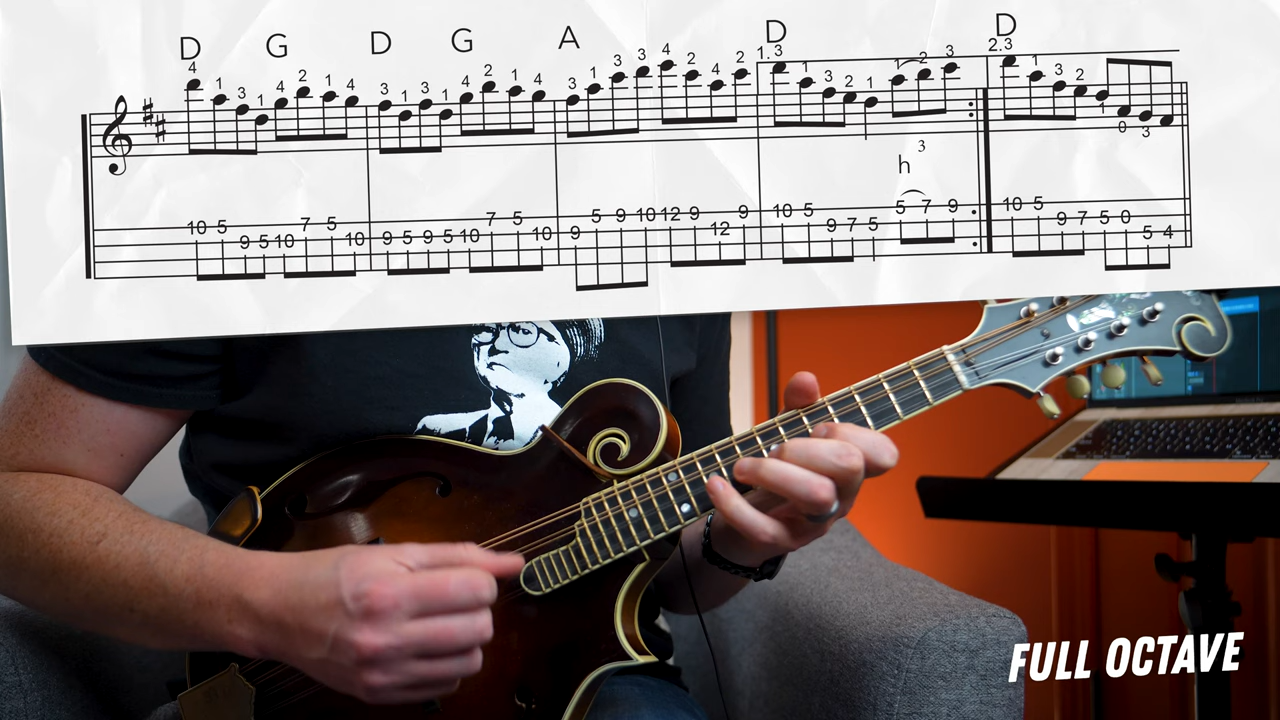 D G D G A 1. D 2. D
4 1 3 1 4 2 1 4 3 1 3 1 4 2 1 4 3 1 3 3 4 2 4 2 3 1 3 2 1 1 2 3 3 1 3 2
0 3
h 3
10 5 9 5 10 7 5 10 9 5 9 5 10 7 5 10 9 5 9 10 12 9 12 9 10 5 9 7 5 5 7 9 10 5 9 7 5 0 5 4
FULL OCTAVE